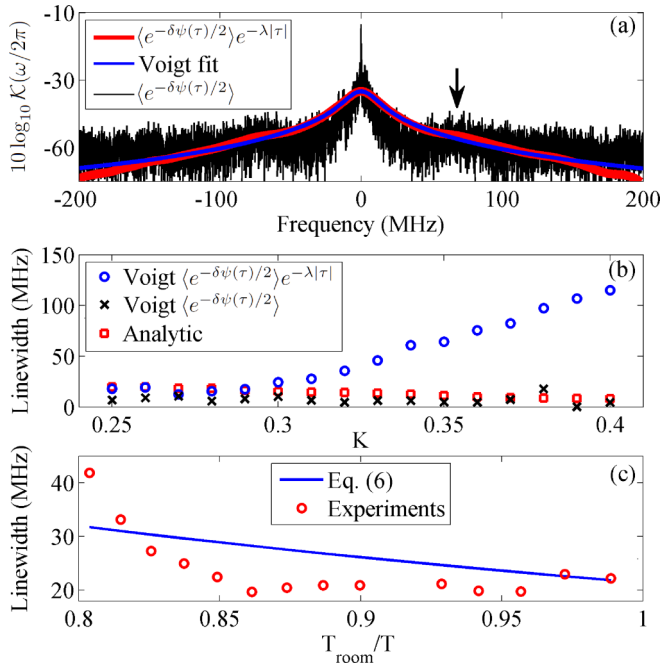 (a)
10 log₁₀ 𝒦(ω/2π)
-10
-30
-60
⟨e^{-δψ(τ)/2}⟩e^{-λ|τ|}
Voigt fit
⟨e^{-δψ(τ)/2}⟩
-200 -100 0 100 200
Frequency (MHz)
(b)
Linewidth (MHz)
150
100
50
0
Voigt ⟨e^{-δψ(τ)/2}⟩e^{-λ|τ|}
Voigt ⟨e^{-δψ(τ)/2}⟩
Analytic
0.25 0.3 0.35 0.4
K
(c)
Linewidth (MHz)
40
30
20
Eq. (6)
Experiments
0.8 0.85 0.9 0.95 1
T_{room}/T